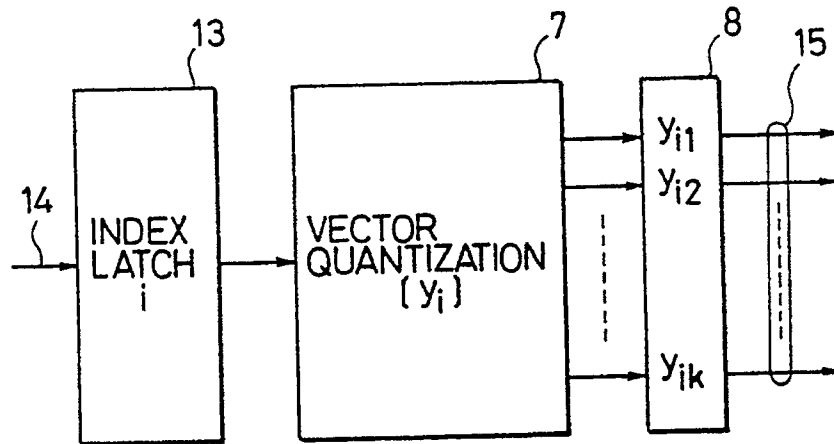 13
7
8
15
14
INDEX
LATCH
i
VECTOR
QUANTIZATION
{yi}
yi1
yi2
yik